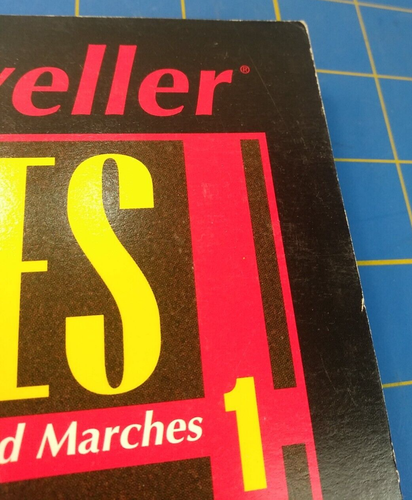 veller®
ES
d Marches
1